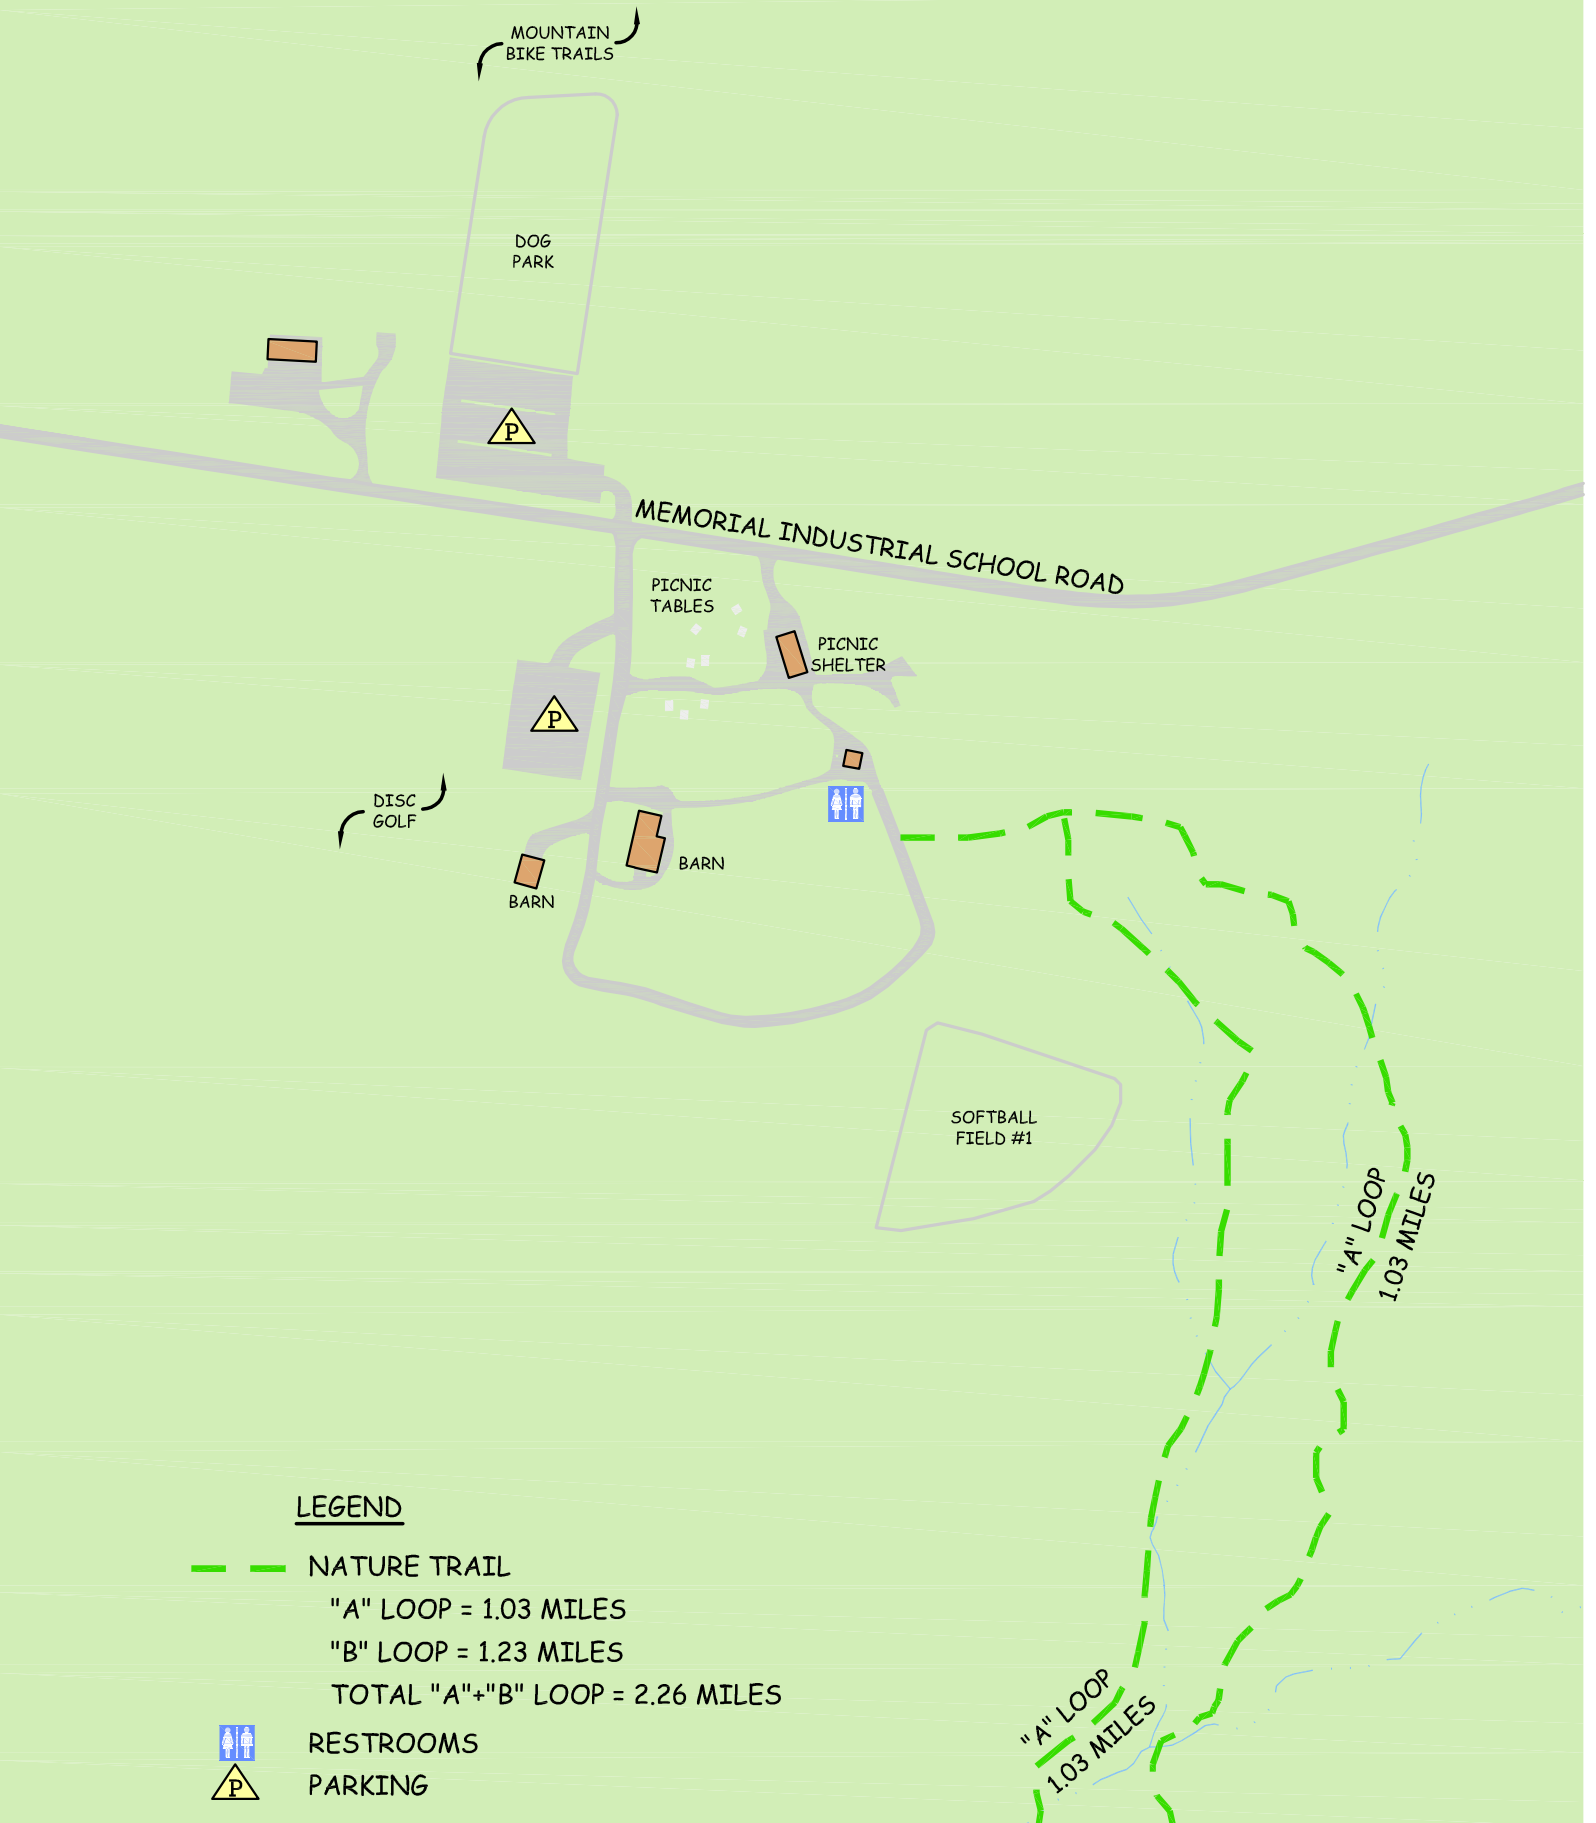 MOUNTAIN
BIKE TRAILS
DOG
PARK
P
MEMORIAL INDUSTRIAL SCHOOL ROAD
PICNIC
TABLES
PICNIC
SHELTER
P
DISC
GOLF
BARN
BARN
SOFTBALL
FIELD #1
"A" LOOP
1.03 MILES
"A" LOOP
1.03 MILES
LEGEND
NATURE TRAIL
"A" LOOP = 1.03 MILES
"B" LOOP = 1.23 MILES
TOTAL "A"+"B" LOOP = 2.26 MILES
RESTROOMS
P PARKING